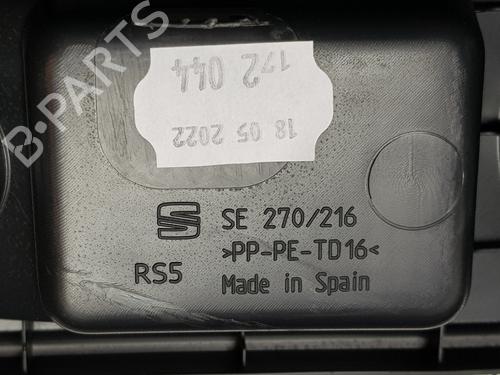 172 044
18 05 2022
B-PARTS
SE 270/216
>PP-PE-TD16<
RS5
Made in Spain